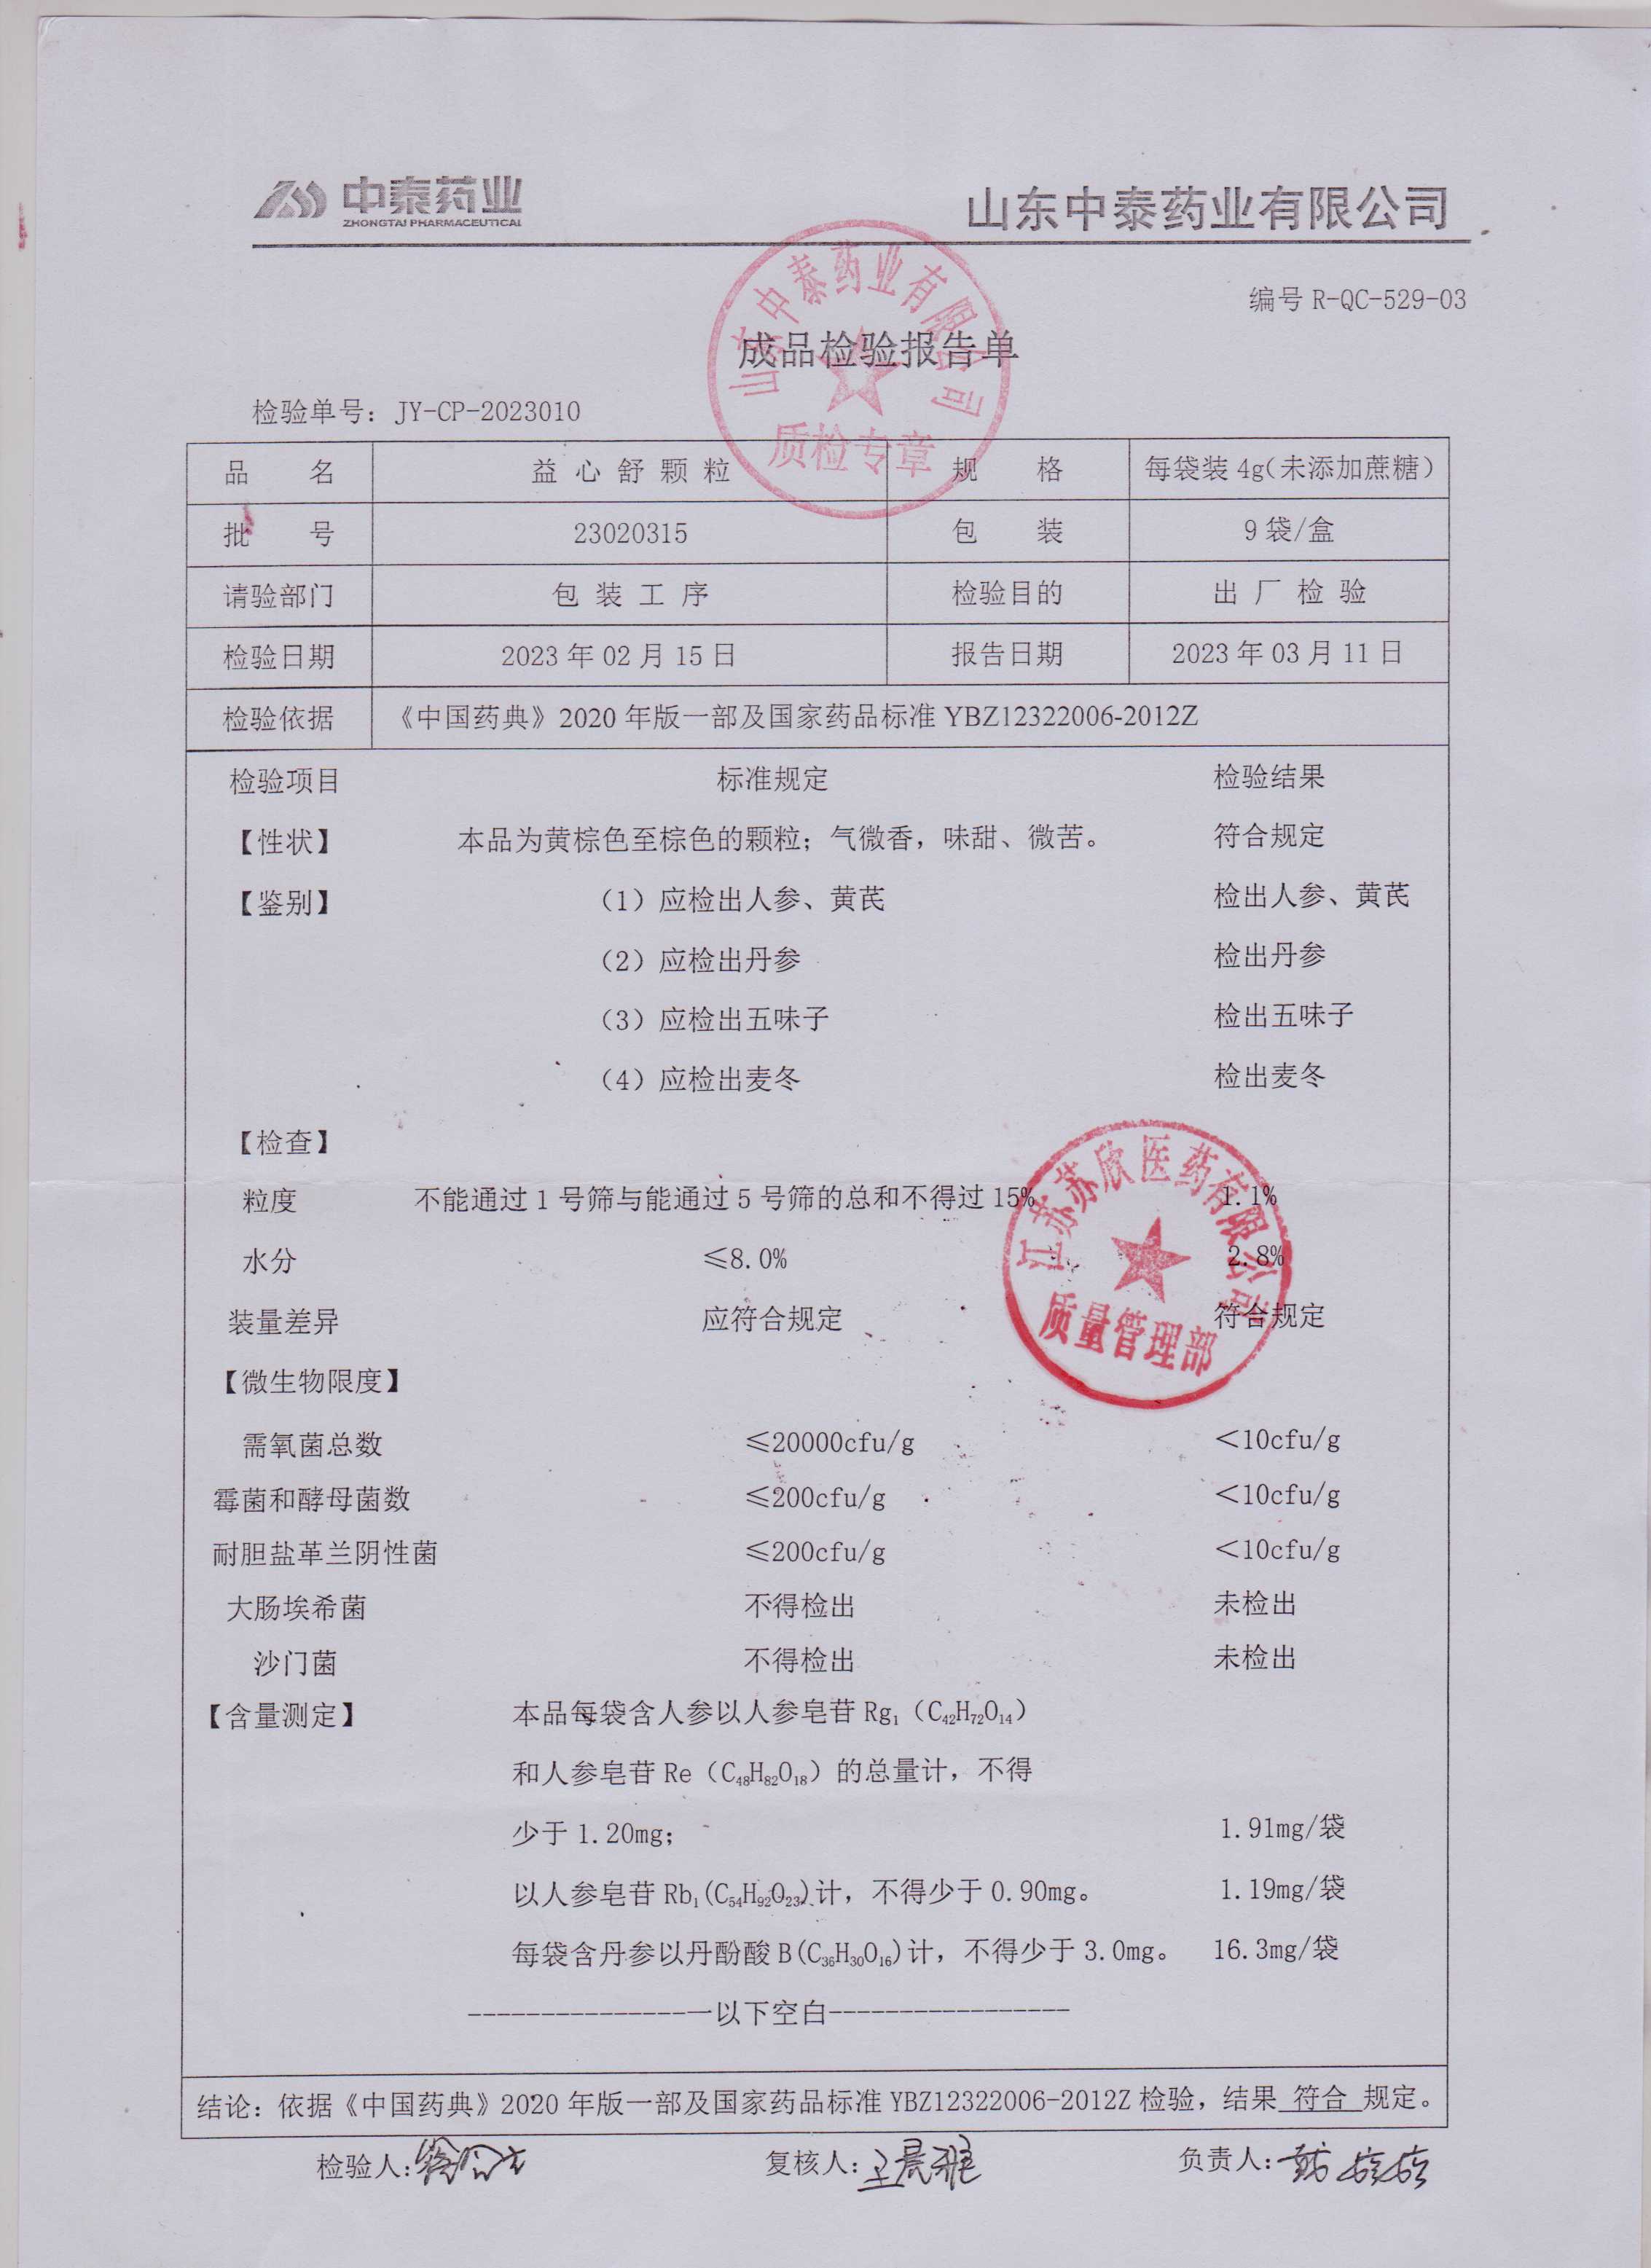 中泰药业
ZHONGTAI PHARMACEUTICAL
山东中泰药业有限公司
编号 R-QC-529-03
山东中泰药业有限公司
质检专章
成品检验报告单
检验单号：JY-CP-2023010
品 名 益 心 舒 颗 粒 规 格 每袋装 4g（未添加蔗糖）
批 号 23020315 包 装 9 袋/盒
请验部门 包 装 工 序 检验目的 出 厂 检 验
检验日期 2023 年 02 月 15 日 报告日期 2023 年 03 月 11 日
检验依据 《中国药典》2020 年版一部及国家药品标准 YBZ12322006-2012Z
检验项目 标准规定 检验结果
【性状】 本品为黄棕色至棕色的颗粒；气微香，味甜、微苦。 符合规定
【鉴别】 （1）应检出人参、黄芪 检出人参、黄芪
（2）应检出丹参 检出丹参
（3）应检出五味子 检出五味子
（4）应检出麦冬 检出麦冬
【检查】
粒度 不能通过 1 号筛与能通过 5 号筛的总和不得过 15% 1.1%
水分 ≤8.0% 2.8%
装量差异 应符合规定 符合规定
江苏苏欣医药有限公司
质量管理部
【微生物限度】
需氧菌总数 ≤20000cfu/g ＜10cfu/g
霉菌和酵母菌数 ≤200cfu/g ＜10cfu/g
耐胆盐革兰阴性菌 ≤200cfu/g ＜10cfu/g
大肠埃希菌 不得检出 未检出
沙门菌 不得检出 未检出
【含量测定】 本品每袋含人参以人参皂苷 Rg₁（C₄₂H₇₂O₁₄）
和人参皂苷 Re（C₄₈H₈₂O₁₈）的总量计，不得
少于 1.20mg； 1.91mg/袋
以人参皂苷 Rb₁(C₅₄H₉₂O₂₃)计，不得少于 0.90mg。 1.19mg/袋
每袋含丹参以丹酚酸 B(C₃₆H₃₀O₁₆)计，不得少于 3.0mg。 16.3mg/袋
----------------一以下空白-----------------
结论：依据《中国药典》2020 年版一部及国家药品标准 YBZ12322006-2012Z 检验，结果 符合 规定。
检验人： 复核人：王晨雅 负责人：